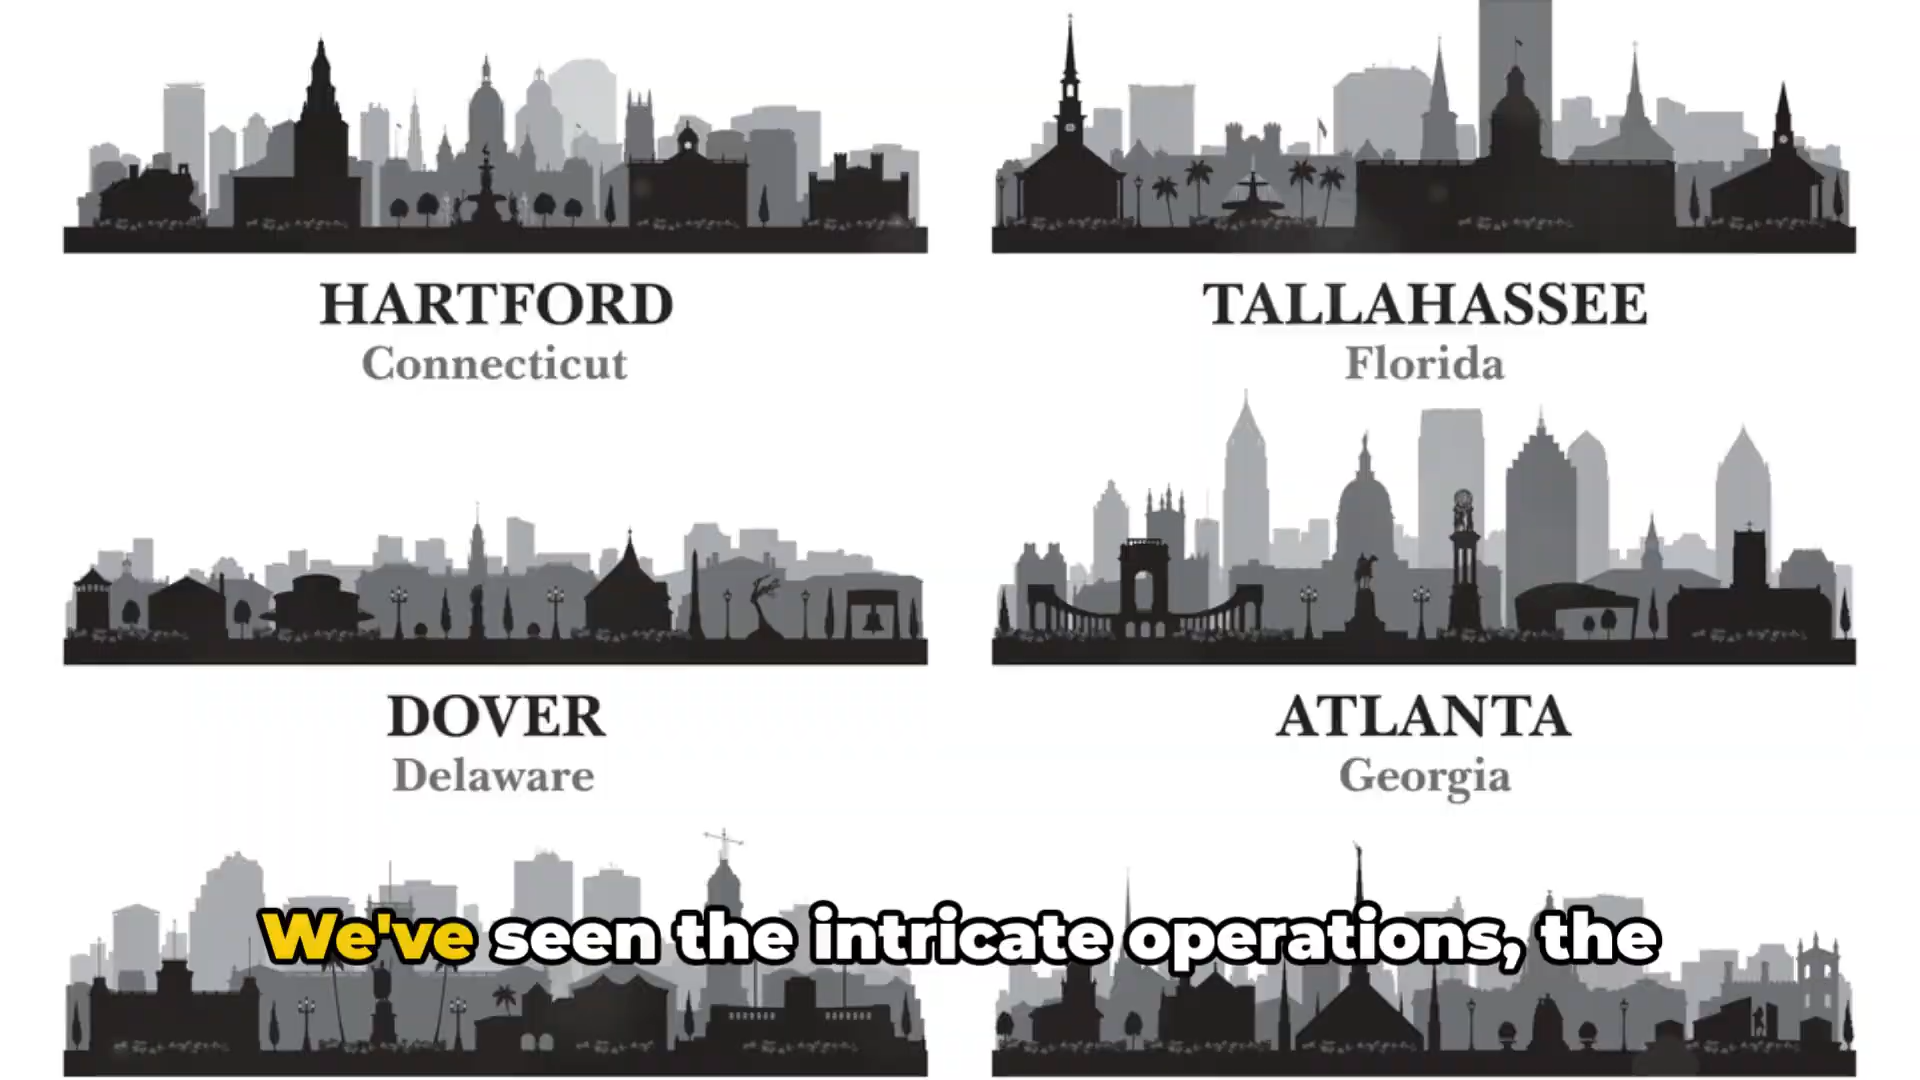 HARTFORD
Connecticut
TALLAHASSEE
Florida
DOVER
Delaware
ATLANTA
Georgia
We've seen the intricate operations, the